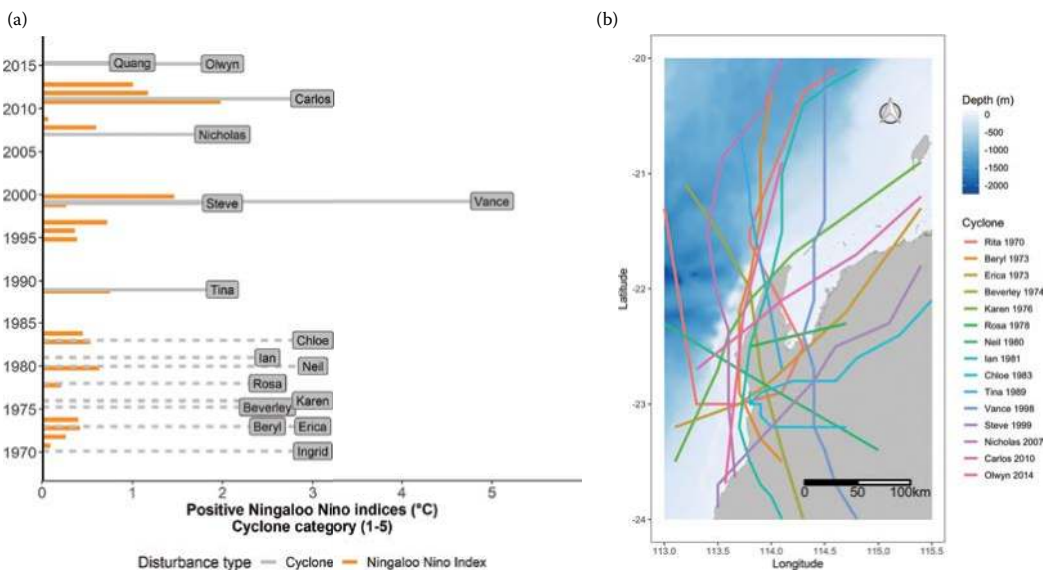 (a)
2015
2010
2005
2000
1995
1990
1985
1980
1975
1970
Quang
Olwyn
Carlos
Nicholas
Steve
Vance
Tina
Chloe
Ian
Neil
Rosa
Karen
Beverley
Beryl
Erica
Ingrid
0
1
2
3
4
5
Positive Ningaloo Nino indices (°C)
Cyclone category (1-5)
Disturbance type
Cyclone
Ningaloo Nino Index
(b)
-20
-21
-22
-23
-24
Latitude
113.0
113.5
114.0
114.5
115.0
115.5
Longitude
0
50
100km
Depth (m)
0
-500
-1000
-1500
-2000
Cyclone
Rita 1970
Beryl 1973
Erica 1973
Beverley 1974
Karen 1976
Rosa 1978
Neil 1980
Ian 1981
Chloe 1983
Tina 1989
Vance 1998
Steve 1999
Nicholas 2007
Carlos 2010
Olwyn 2014